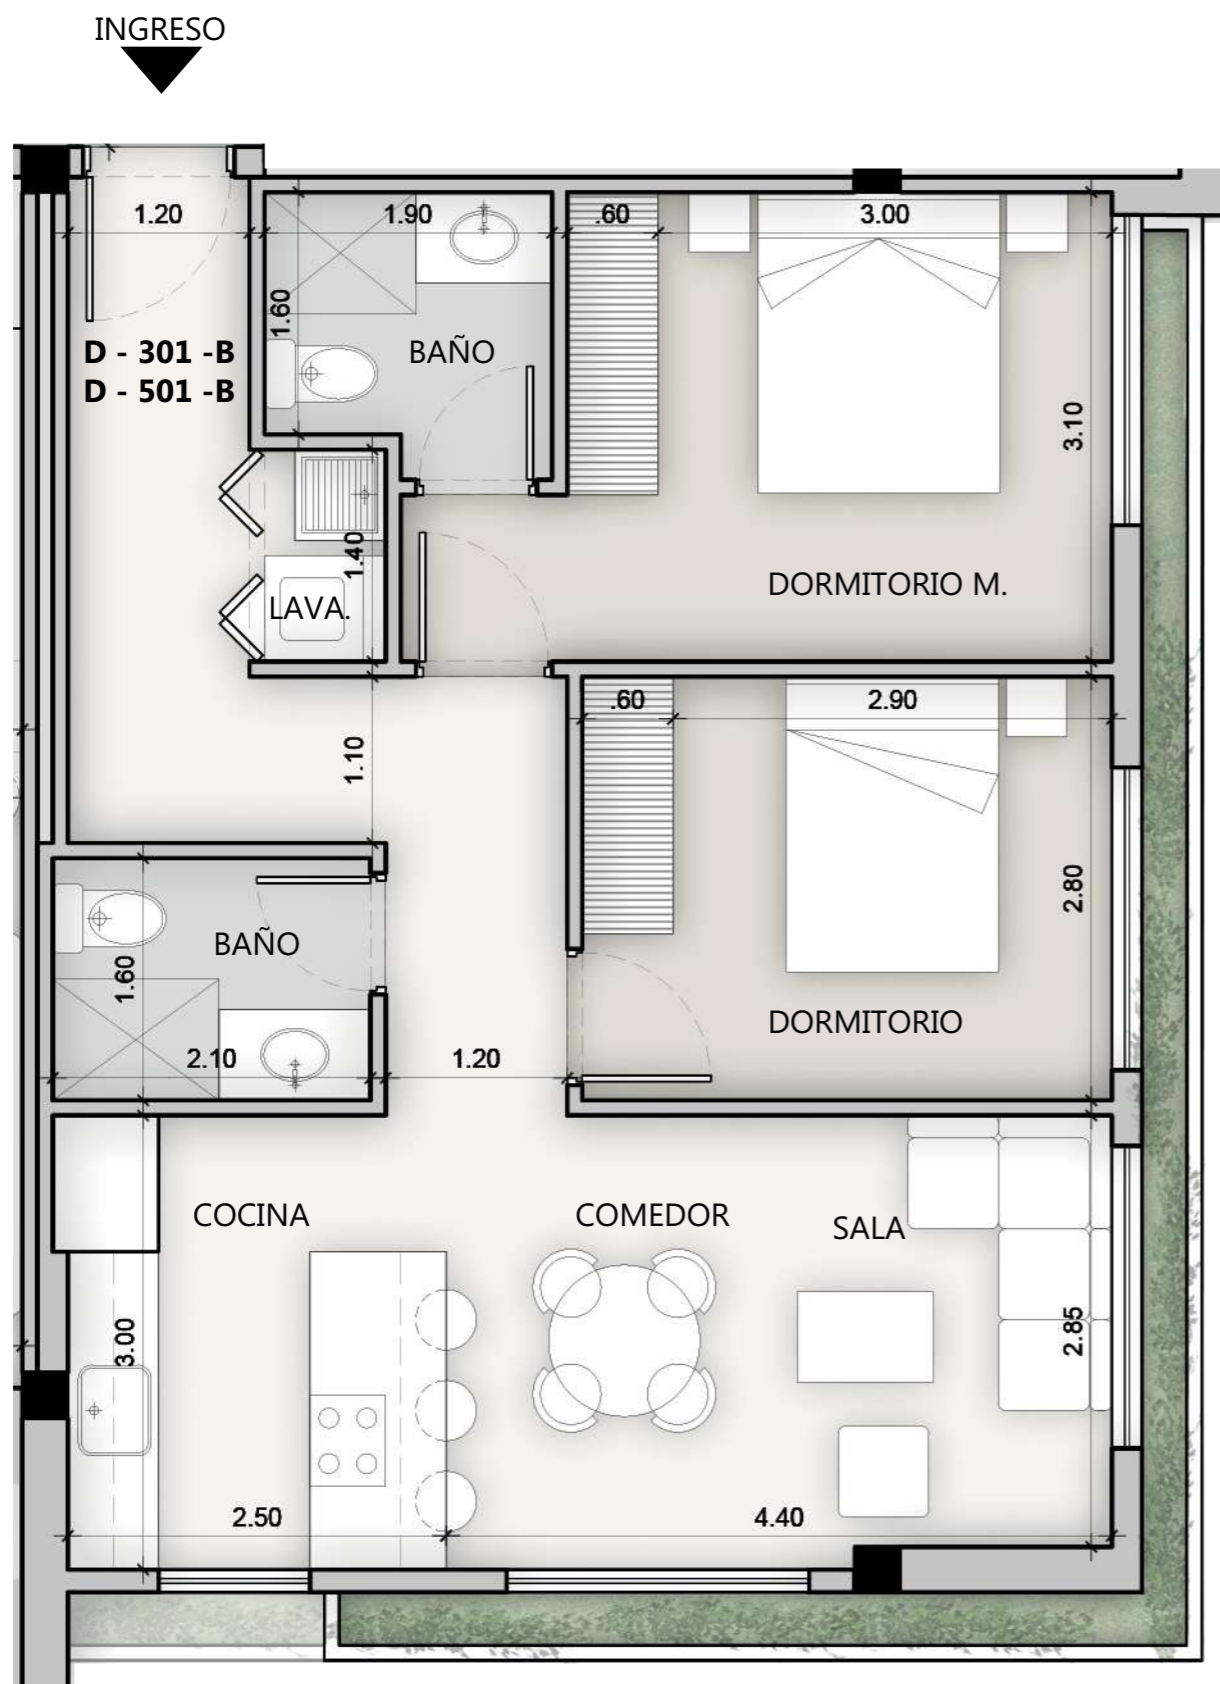 INGRESO
1.20
1.90
.60
3.00
1.60
D - 301 -B
D - 501 -B
BAÑO
3.10
1.40
LAVA.
DORMITORIO M.
.60
2.90
1.10
2.80
BAÑO
1.60
DORMITORIO
2.10
1.20
COCINA
COMEDOR
SALA
3.00
2.85
2.50
4.40